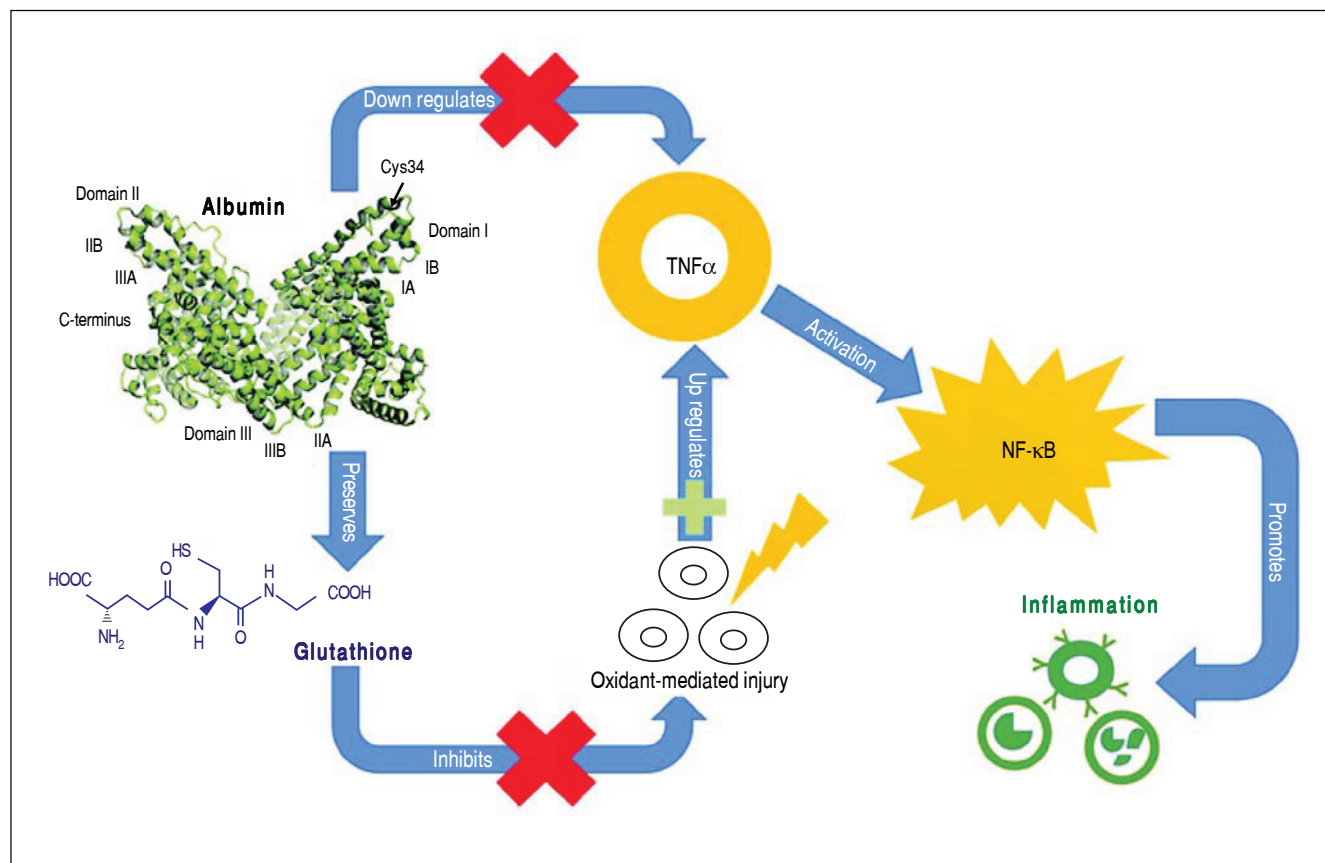 Down regulates
Cys34
Domain II
Albumin
Domain I
IIB
IB
IIIA
IA
C-terminus
Domain III
IIIB
IIA
TNFα
Activation
Up regulates
NF-κB
Preserves
Promotes
HS
O
H
N
HOOC
COOH
N
H
O
NH2
Glutathione
Inflammation
Oxidant-mediated injury
Inhibits